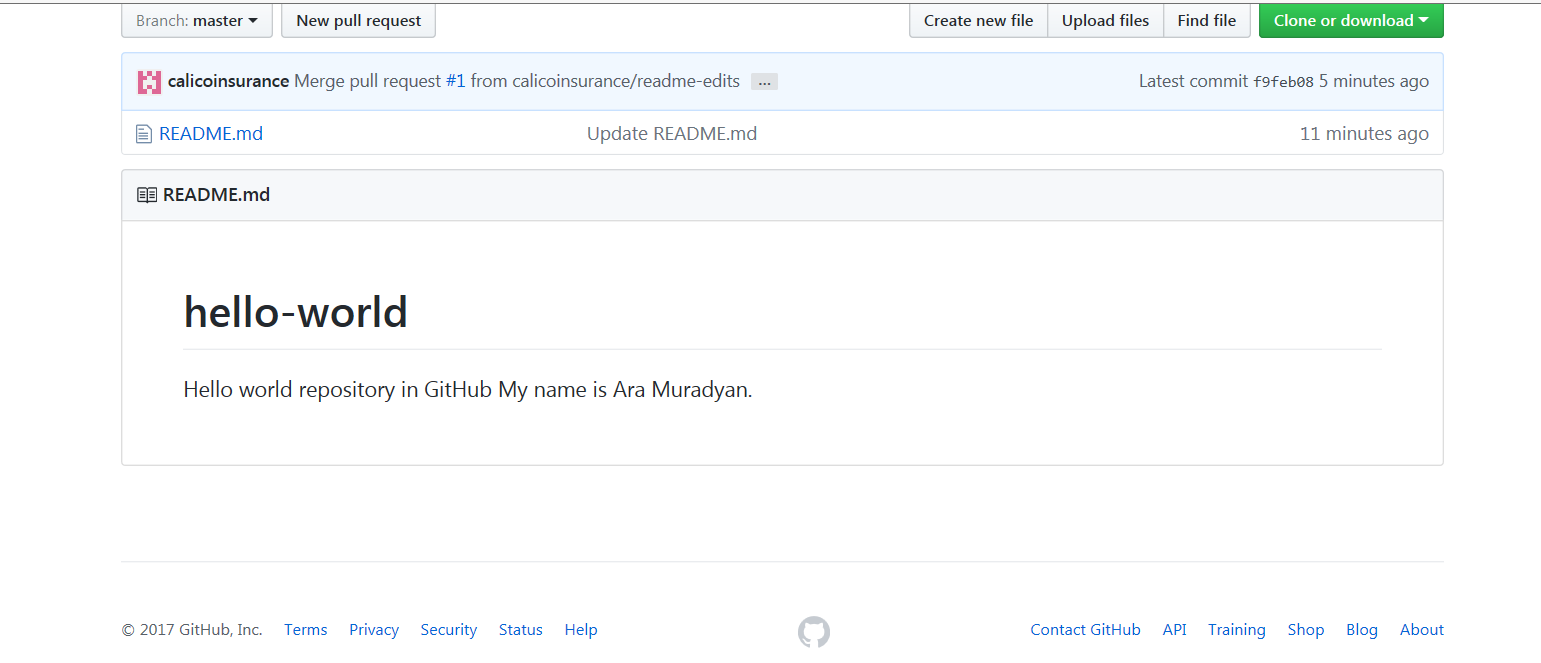 Branch: master New pull request Create new file Upload files Find file Clone or download
calicoinsurance Merge pull request #1 from calicoinsurance/readme-edits ... Latest commit f9feb08 5 minutes ago
README.md Update README.md 11 minutes ago
README.md
hello-world
Hello world repository in GitHub My name is Ara Muradyan.
© 2017 GitHub, Inc. Terms Privacy Security Status Help Contact GitHub API Training Shop Blog About